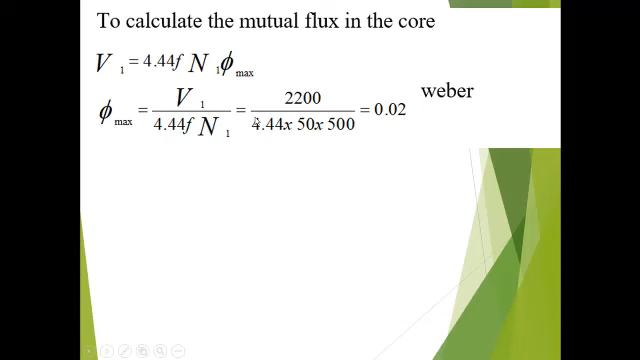 To calculate the mutual flux in the core
V₁ = 4.44f N₁ϕmax
ϕmax = V₁ / 4.44f N₁ = 2200 / 4.44x 50x 500 = 0.02 weber